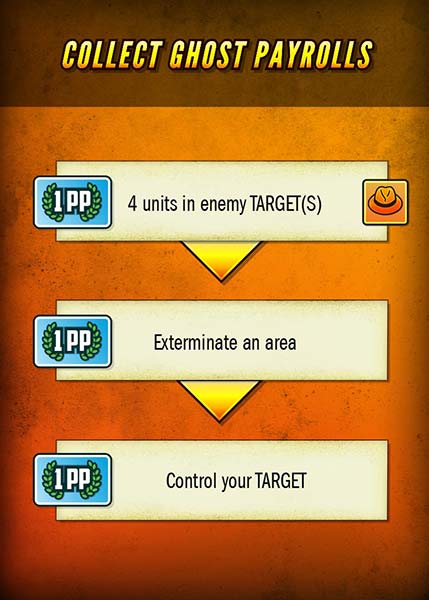 COLLECT GHOST PAYROLLS
1 PP 4 units in enemy TARGET(S)
1 PP Exterminate an area
1 PP Control your TARGET